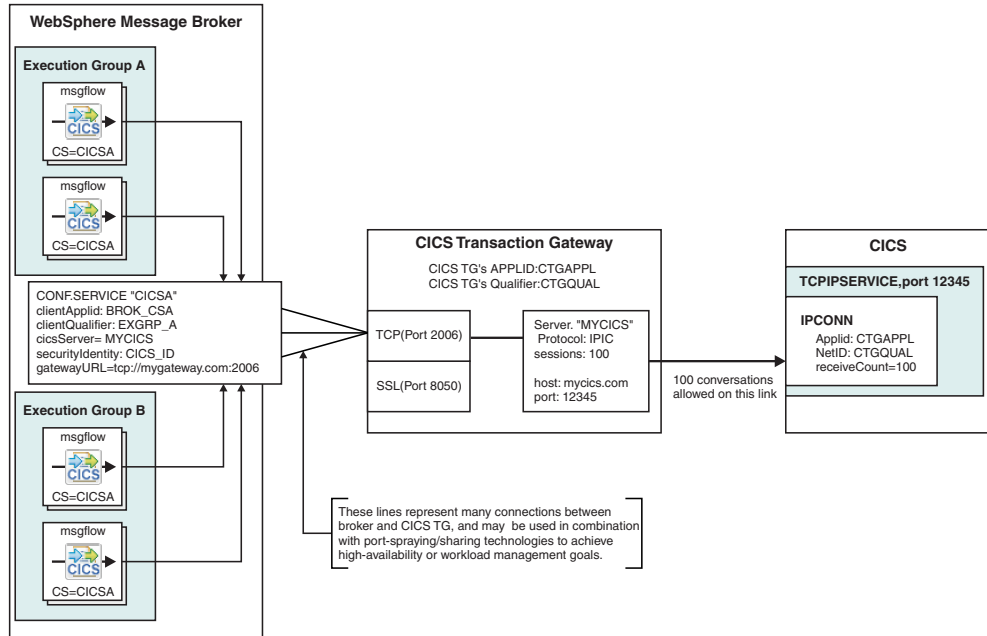 WebSphere Message Broker
Execution Group A
msgflow
CICS
CS=CICSA
msgflow
CICS
CS=CICSA
CONF.SERVICE "CICSA"
clientApplid: BROK_CSA
clientQualifier: EXGRP_A
cicsServer= MYCICS
securityIdentity: CICS_ID
gatewayURL=tcp://mygateway.com:2006
Execution Group B
msgflow
CICS
CS=CICSA
msgflow
CICS
CS=CICSA
CICS Transaction Gateway
CICS TG's APPLID:CTGAPPL
CICS TG's Qualifier:CTGQUAL
TCP(Port 2006)
SSL(Port 8050)
Server. "MYCICS"
Protocol: IPIC
sessions: 100
host: mycics.com
port: 12345
100 conversations
allowed on this link
CICS
TCPIPSERVICE,port 12345
IPCONN
Applid: CTGAPPL
NetID: CTGQUAL
receiveCount=100
These lines represent many connections between
broker and CICS TG, and may be used in combination
with port-spraying/sharing technologies to achieve
high-availability or workload management goals.